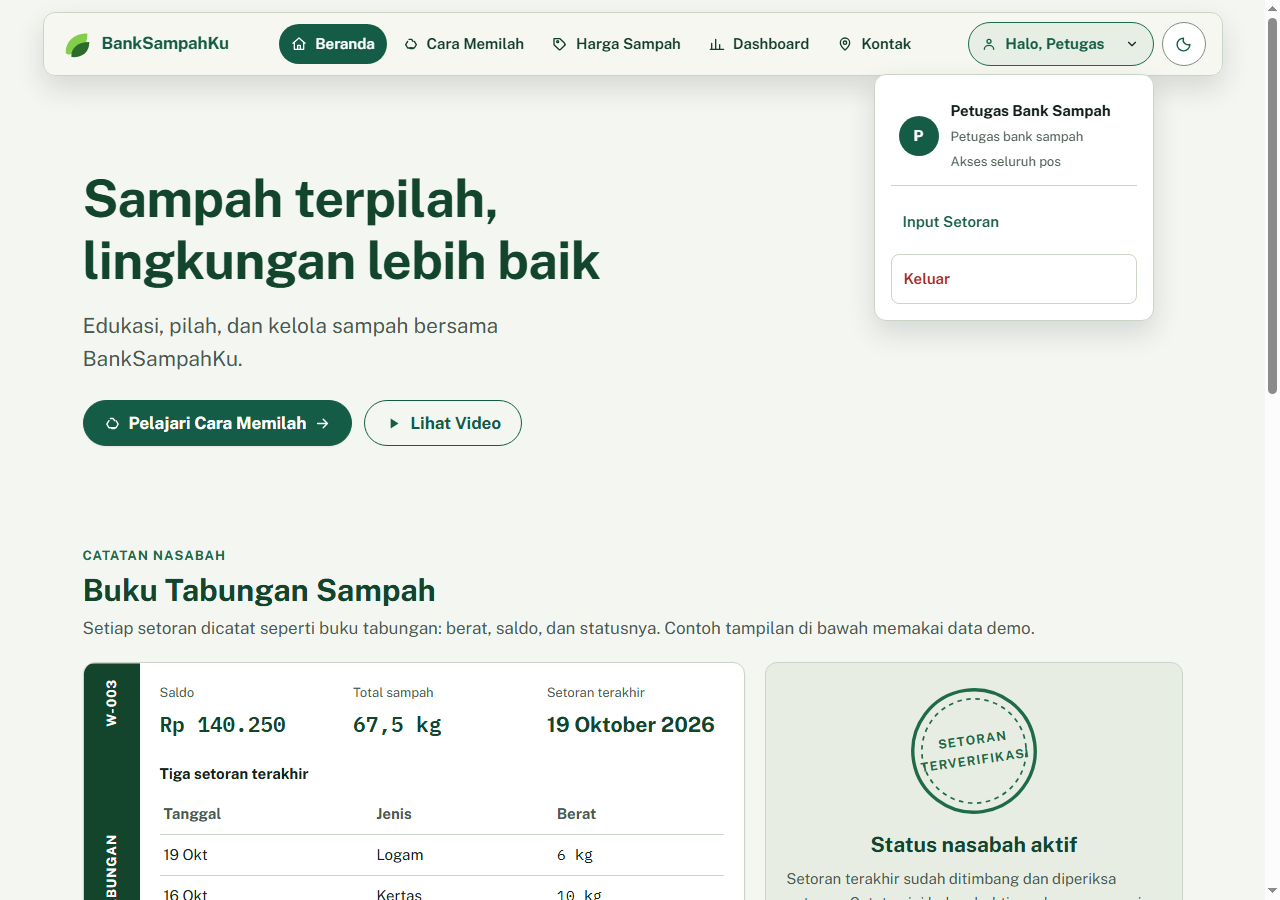 BankSampahKu
Beranda
Cara Memilah
Harga Sampah
Dashboard
Kontak
Halo, Petugas
P
Petugas Bank Sampah
Petugas bank sampah
Akses seluruh pos
Input Setoran
Keluar
Sampah terpilah,
lingkungan lebih baik
Edukasi, pilah, dan kelola sampah bersama
BankSampahKu.
Pelajari Cara Memilah →
Lihat Video
CATATAN NASABAH
Buku Tabungan Sampah
Setiap setoran dicatat seperti buku tabungan: berat, saldo, dan statusnya. Contoh tampilan di bawah memakai data demo.
W-003
Saldo
Total sampah
Setoran terakhir
Rp 140.250
67,5 kg
19 Oktober 2026
Tiga setoran terakhir
Tanggal Jenis Berat
19 Okt Logam 6 kg
16 Okt Kertas 10 kg
SETORAN
TERVERIFIKASI
Status nasabah aktif
Setoran terakhir sudah ditimbang dan diperiksa